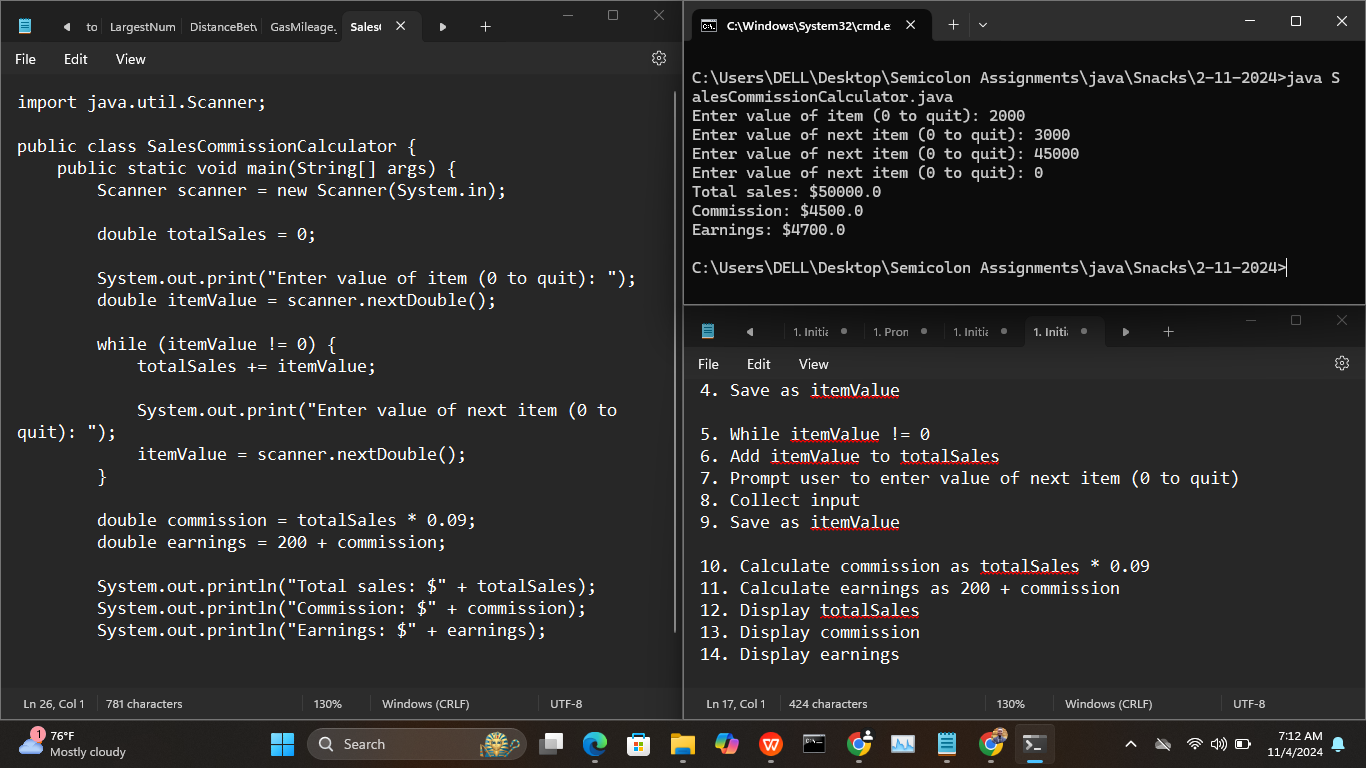 to LargestNum DistanceBetw GasMileage. Sales
File Edit View
import java.util.Scanner;
public class SalesCommissionCalculator {
public static void main(String[] args) {
Scanner scanner = new Scanner(System.in);
double totalSales = 0;
System.out.print("Enter value of item (0 to quit): ");
double itemValue = scanner.nextDouble();
while (itemValue != 0) {
totalSales += itemValue;
System.out.print("Enter value of next item (0 to
quit): ");
itemValue = scanner.nextDouble();
}
double commission = totalSales * 0.09;
double earnings = 200 + commission;
System.out.println("Total sales: $" + totalSales);
System.out.println("Commission: $" + commission);
System.out.println("Earnings: $" + earnings);
Ln 26, Col 1 781 characters 130% Windows (CRLF) UTF-8
C:\Windows\System32\cmd.e
C:\Users\DELL\Desktop\Semicolon Assignments\java\Snacks\2-11-2024>java S
alesCommissionCalculator.java
Enter value of item (0 to quit): 2000
Enter value of next item (0 to quit): 3000
Enter value of next item (0 to quit): 45000
Enter value of next item (0 to quit): 0
Total sales: $50000.0
Commission: $4500.0
Earnings: $4700.0
C:\Users\DELL\Desktop\Semicolon Assignments\java\Snacks\2-11-2024>
1. Initia 1. Pron 1. Initia 1. Initia
File Edit View
4. Save as itemValue
5. While itemValue != 0
6. Add itemValue to totalSales
7. Prompt user to enter value of next item (0 to quit)
8. Collect input
9. Save as itemValue
10. Calculate commission as totalSales * 0.09
11. Calculate earnings as 200 + commission
12. Display totalSales
13. Display commission
14. Display earnings
Ln 17, Col 1 424 characters 130% Windows (CRLF) UTF-8
1
76°F
Mostly cloudy
Search
7:12 AM
11/4/2024